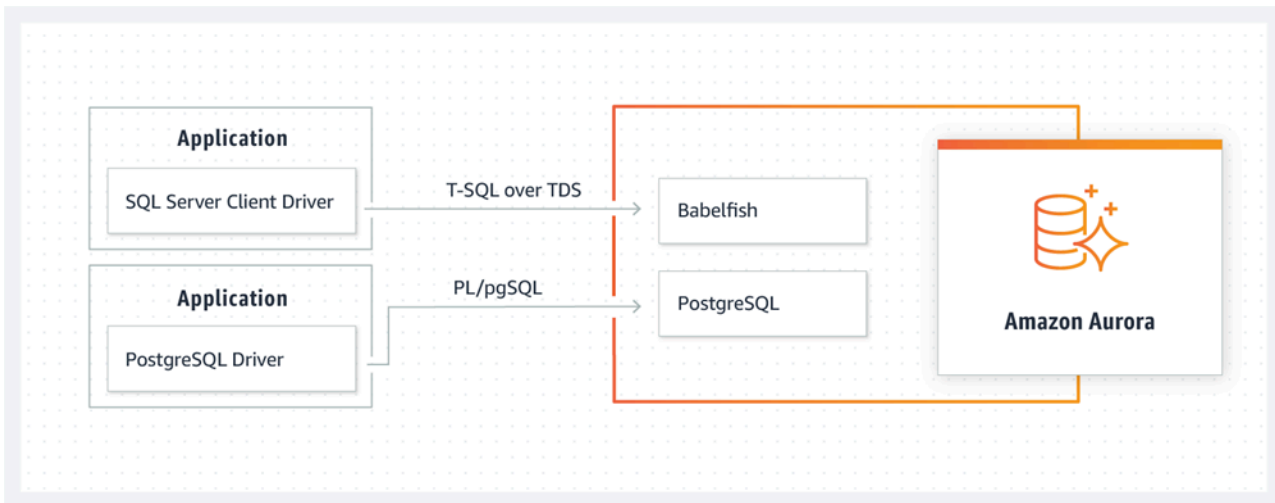 Application
SQL Server Client Driver
T-SQL over TDS
Babelfish
Application
PostgreSQL Driver
PL/pgSQL
PostgreSQL
Amazon Aurora